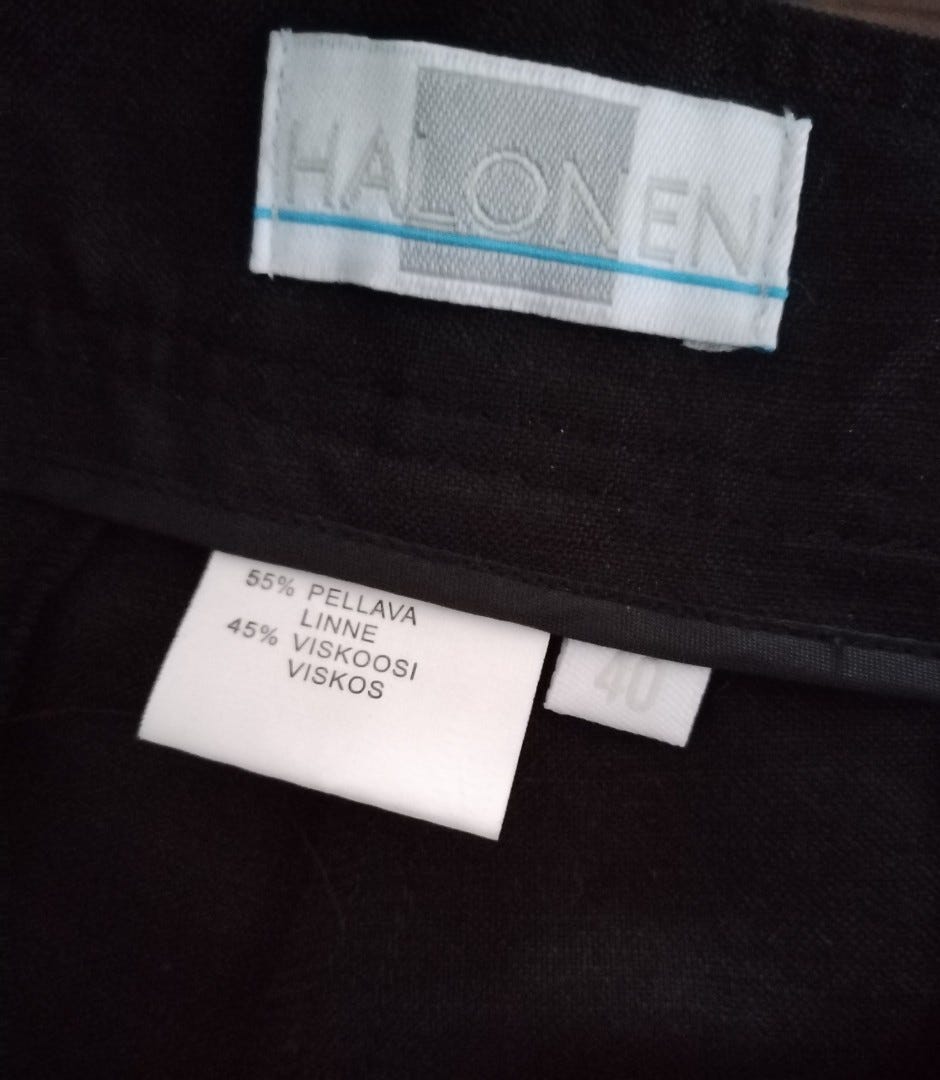 HALONEN
55% PELLAVA
LINNE
45% VISKOOSI
VISKOS
40